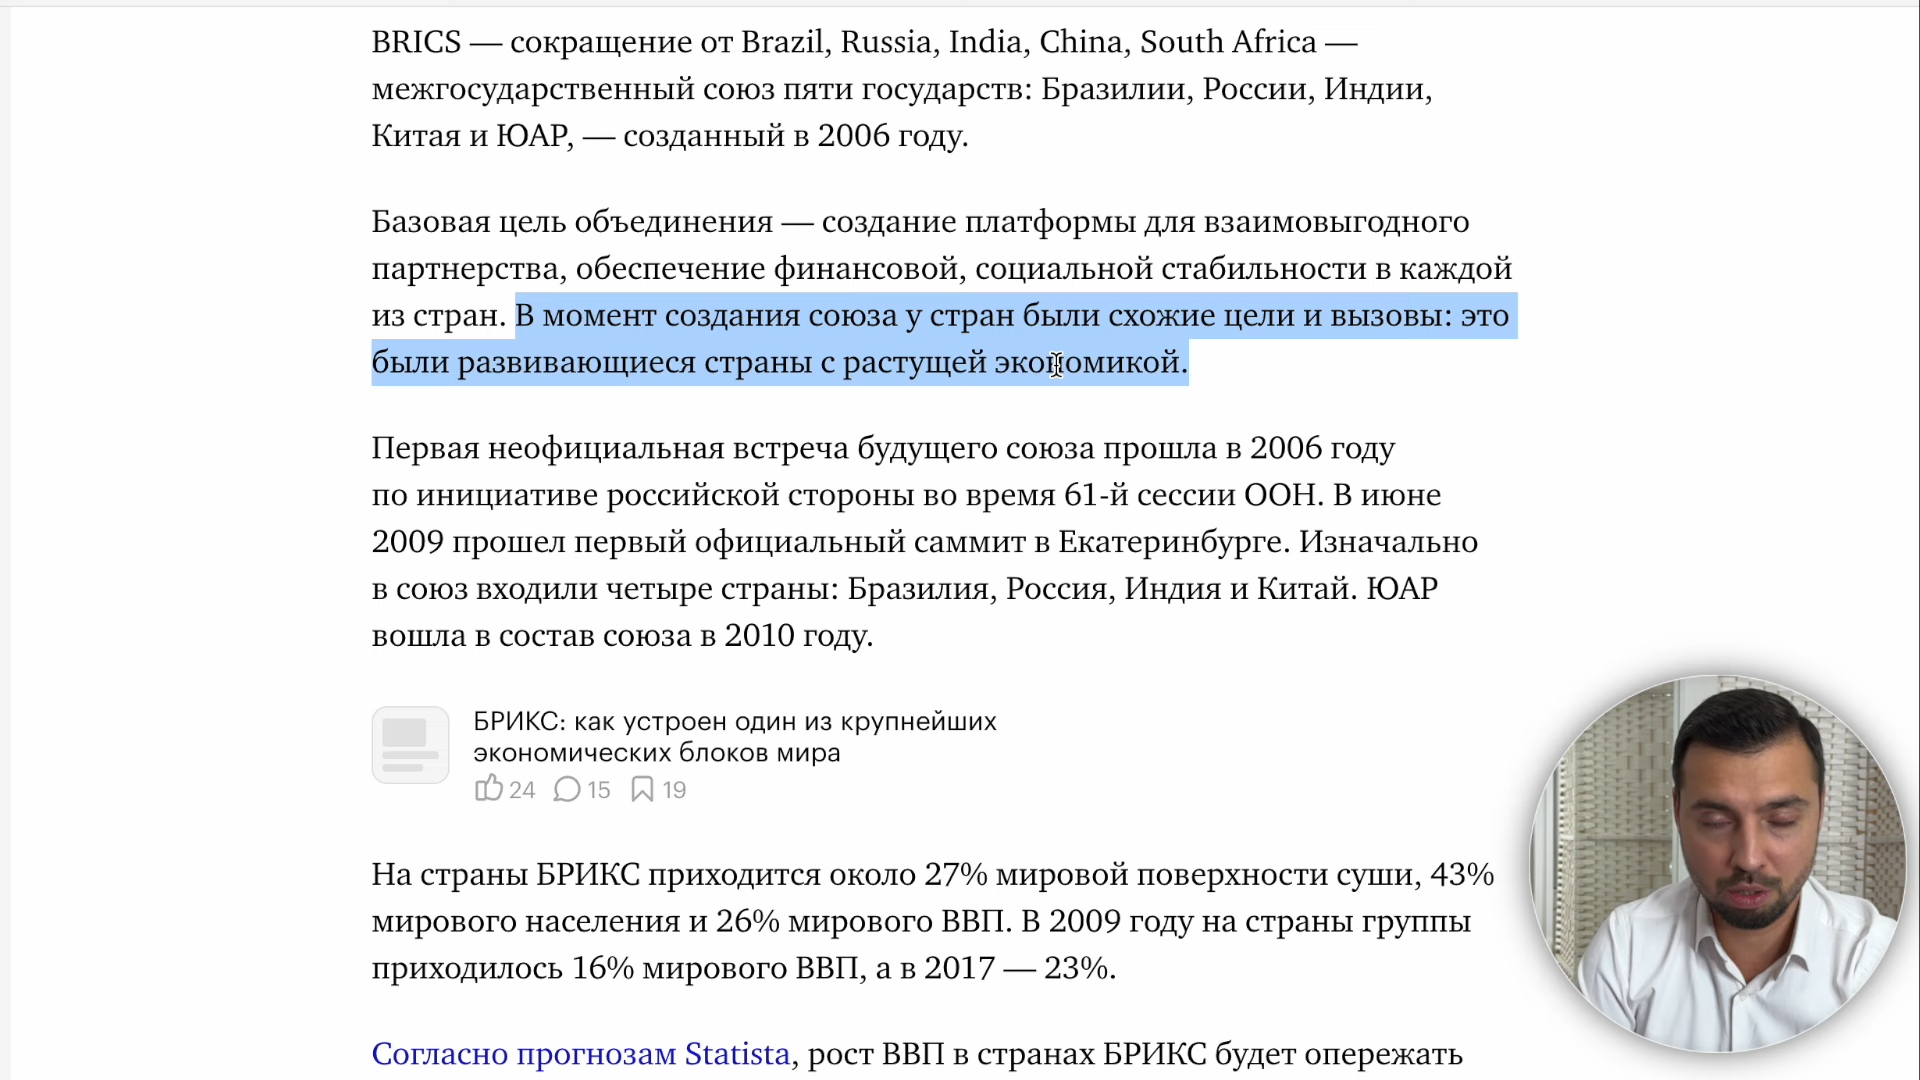 BRICS — сокращение от Brazil, Russia, India, China, South Africa —
межгосударственный союз пяти государств: Бразилии, России, Индии,
Китая и ЮАР, — созданный в 2006 году.
Базовая цель объединения — создание платформы для взаимовыгодного
партнерства, обеспечение финансовой, социальной стабильности в каждой
из стран. В момент создания союза у стран были схожие цели и вызовы: это
были развивающиеся страны с растущей экономикой.
Первая неофициальная встреча будущего союза прошла в 2006 году
по инициативе российской стороны во время 61-й сессии ООН. В июне
2009 прошел первый официальный саммит в Екатеринбурге. Изначально
в союз входили четыре страны: Бразилия, Россия, Индия и Китай. ЮАР
вошла в состав союза в 2010 году.
БРИКС: как устроен один из крупнейших
экономических блоков мира
24 15 19
На страны БРИКС приходится около 27% мировой поверхности суши, 43%
мирового населения и 26% мирового ВВП. В 2009 году на страны группы
приходилось 16% мирового ВВП, а в 2017 — 23%.
Согласно прогнозам Statista, рост ВВП в странах БРИКС будет опережать